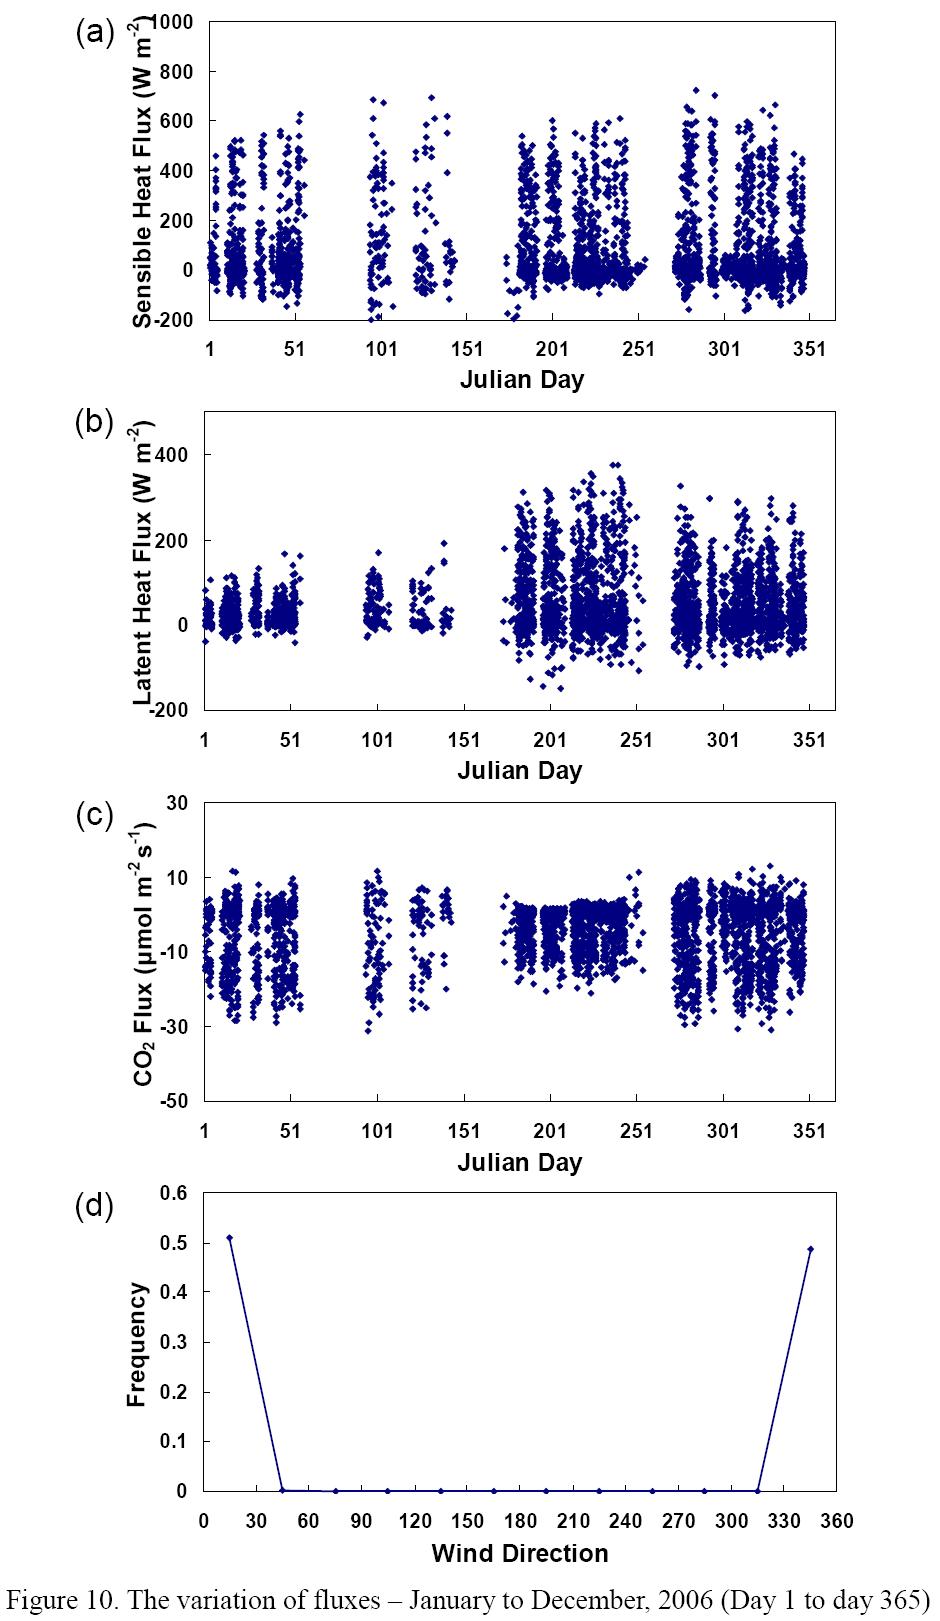 (a)
Sensible Heat Flux (W m-2)
1000
800
600
400
200
0
-200
1 51 101 151 201 251 301 351
Julian Day
(b)
Latent Heat Flux (W m-2)
400
200
0
-200
1 51 101 151 201 251 301 351
Julian Day
(c)
CO2 Flux (μmol m-2 s-1)
30
10
-10
-30
-50
1 51 101 151 201 251 301 351
Julian Day
(d)
Frequency
0.6
0.5
0.4
0.3
0.2
0.1
0
0 30 60 90 120 150 180 210 240 270 300 330 360
Wind Direction
Figure 10. The variation of fluxes – January to December, 2006 (Day 1 to day 365)